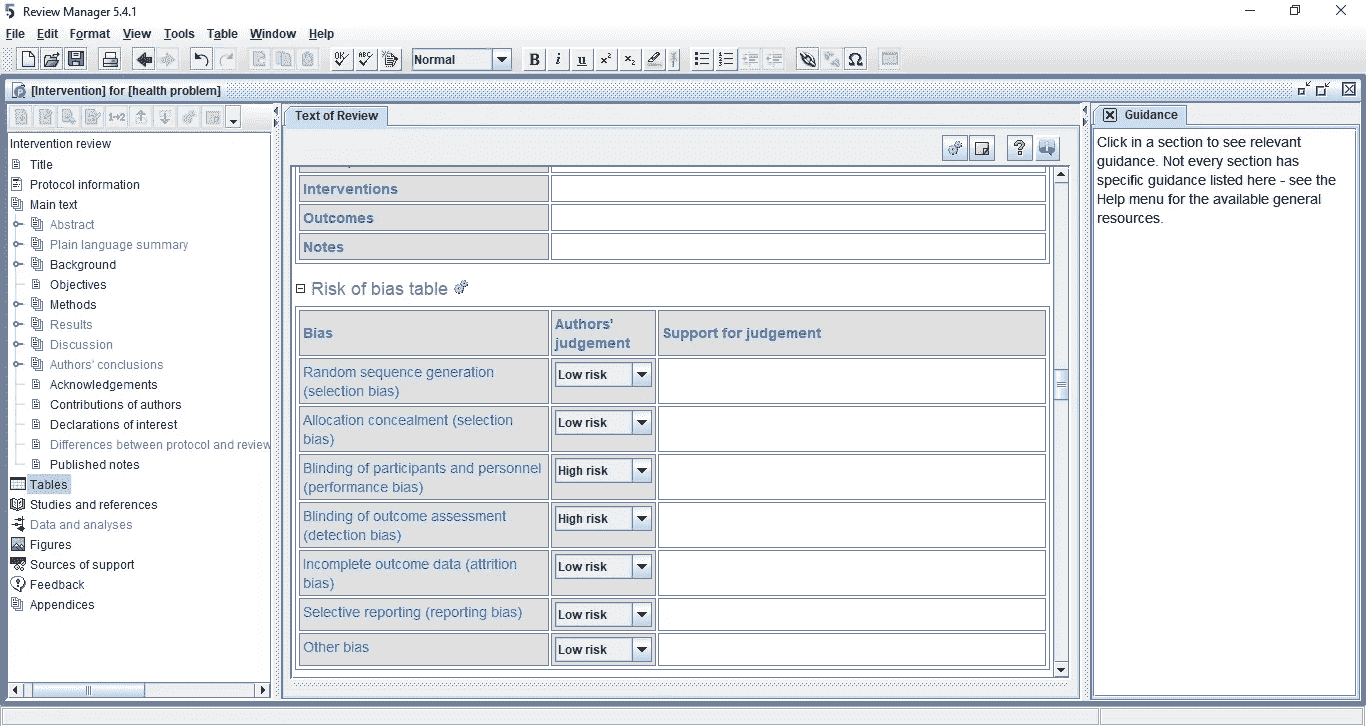 Review Manager 5.4.1
File Edit Format View Tools Table Window Help
OK ABC 1→2
Normal B i u x² x₂ Ω
[Intervention] for [health problem]
Intervention review
Title
Protocol information
Main text
Abstract
Plain language summary
Background
Objectives
Methods
Results
Discussion
Authors' conclusions
Acknowledgements
Contributions of authors
Declarations of interest
Differences between protocol and review
Published notes
Tables
Studies and references
Data and analyses
Figures
Sources of support
Feedback
Appendices
Text of Review
?
Interventions
Outcomes
Notes
Risk of bias table
Bias
Authors'
judgement
Support for judgement
Random sequence generation
(selection bias)
Low risk
Allocation concealment (selection
bias)
Low risk
Blinding of participants and personnel
(performance bias)
High risk
Blinding of outcome assessment
(detection bias)
High risk
Incomplete outcome data (attrition
bias)
Low risk
Selective reporting (reporting bias)
Low risk
Other bias
Low risk
Guidance
Click in a section to see relevant
guidance. Not every section has
specific guidance listed here - see the
Help menu for the available general
resources.